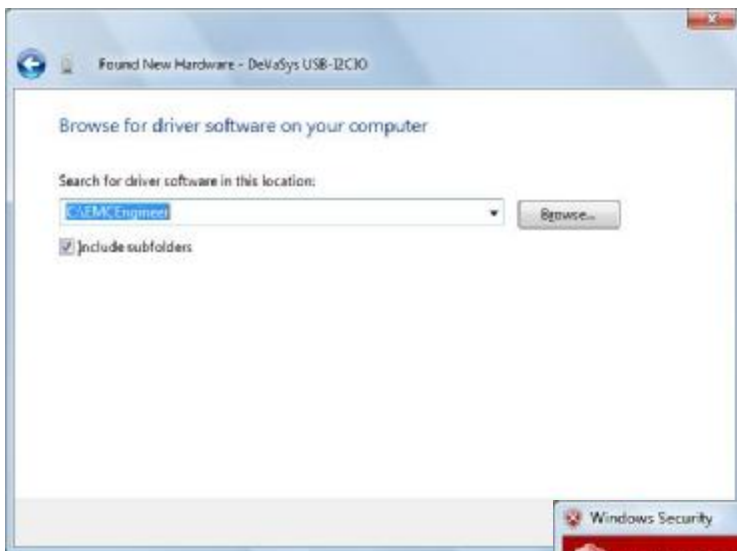 Found New Hardware - DeVaSys USB-I2CIO
Browse for driver software on your computer
Search for driver software in this location:
C:\EMCEngineer
Browse...
Include subfolders
Windows Security